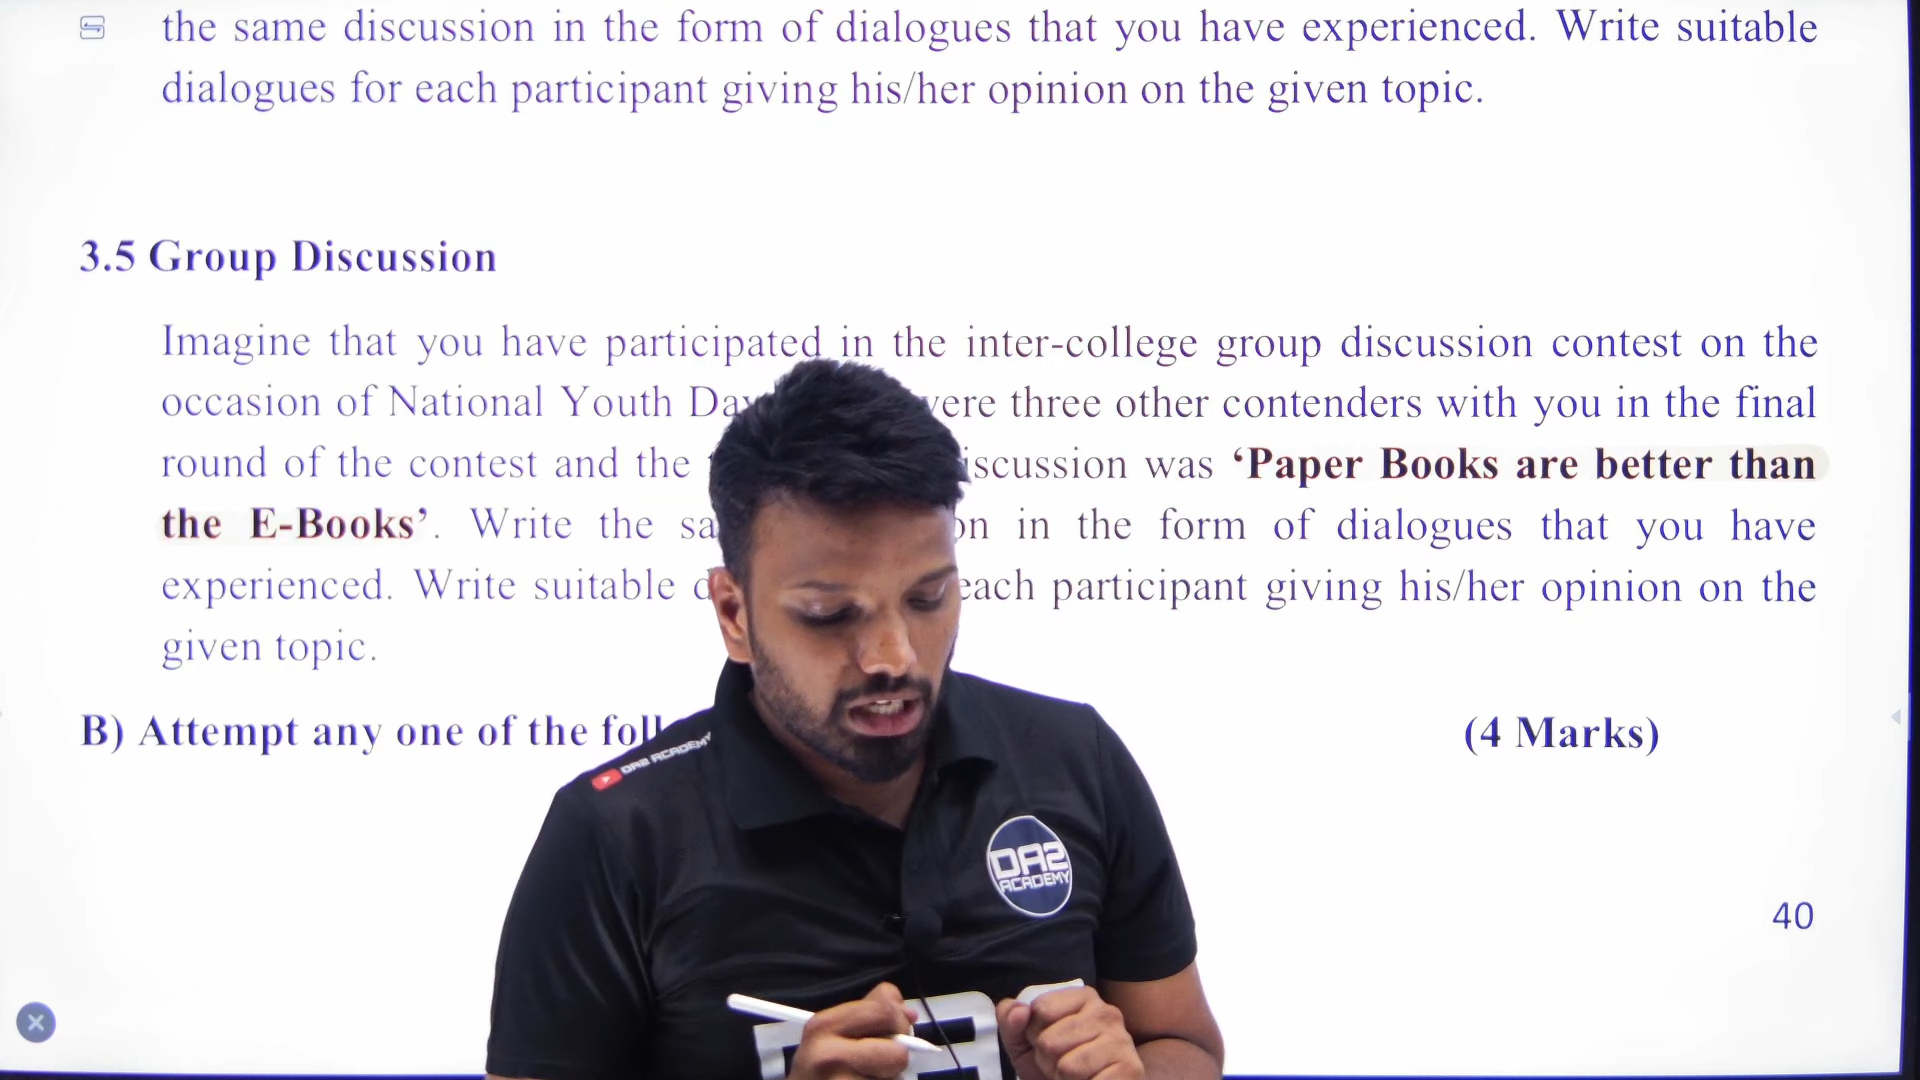 the same discussion in the form of dialogues that you have experienced. Write suitable
dialogues for each participant giving his/her opinion on the given topic.
3.5 Group Discussion
Imagine that you have participated in the inter-college group discussion contest on the
occasion of National Youth Day three other contenders with you in the final
round of the contest and the was ‘Paper Books are better than
the E-Books’. Write the in the form of dialogues that you have
experienced. Write suitable each participant giving his/her opinion on the
given topic.
B) Attempt any one of the (4 Marks)
DA2 ACADEMY
DA2
ACADEMY
40